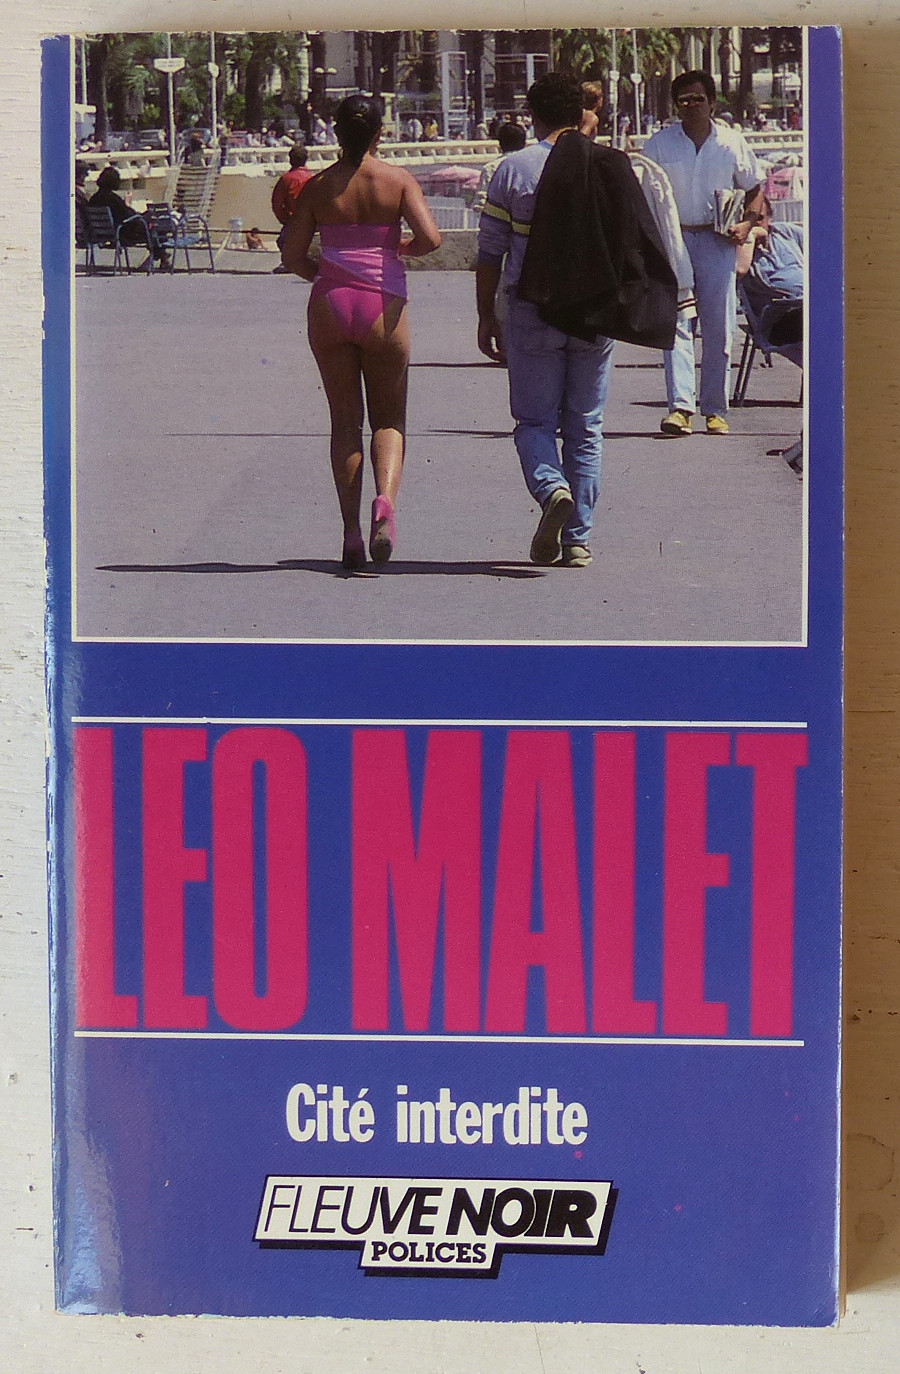 LEO MALET
Cité interdite
FLEUVE NOIR
POLICES